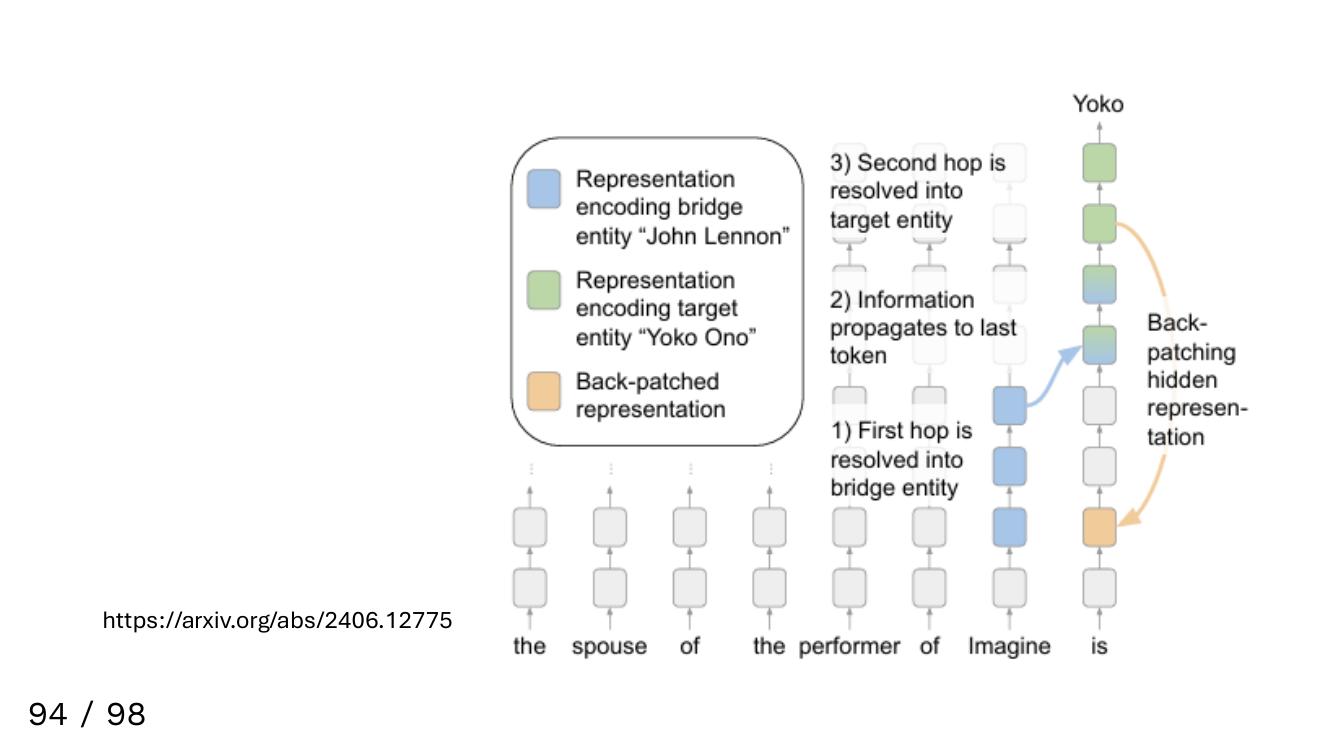 Yoko
Representation
encoding bridge
entity “John Lennon”
Representation
encoding target
entity “Yoko Ono”
Back-patched
representation
3) Second hop is
resolved into
target entity
2) Information
propagates to last
token
1) First hop is
resolved into
bridge entity
Back-
patching
hidden
represen-
tation
the spouse of the performer of Imagine is
https://arxiv.org/abs/2406.12775
94 / 98